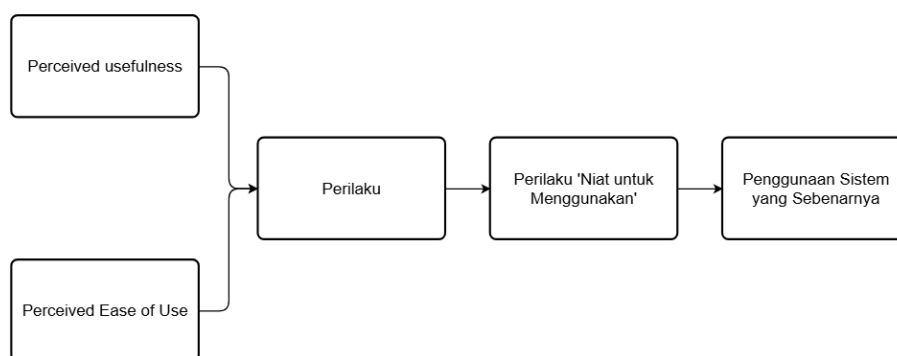 Perceived usefulness
Perilaku
Perilaku 'Niat untuk
Menggunakan'
Penggunaan Sistem
yang Sebenarnya
Perceived Ease of Use